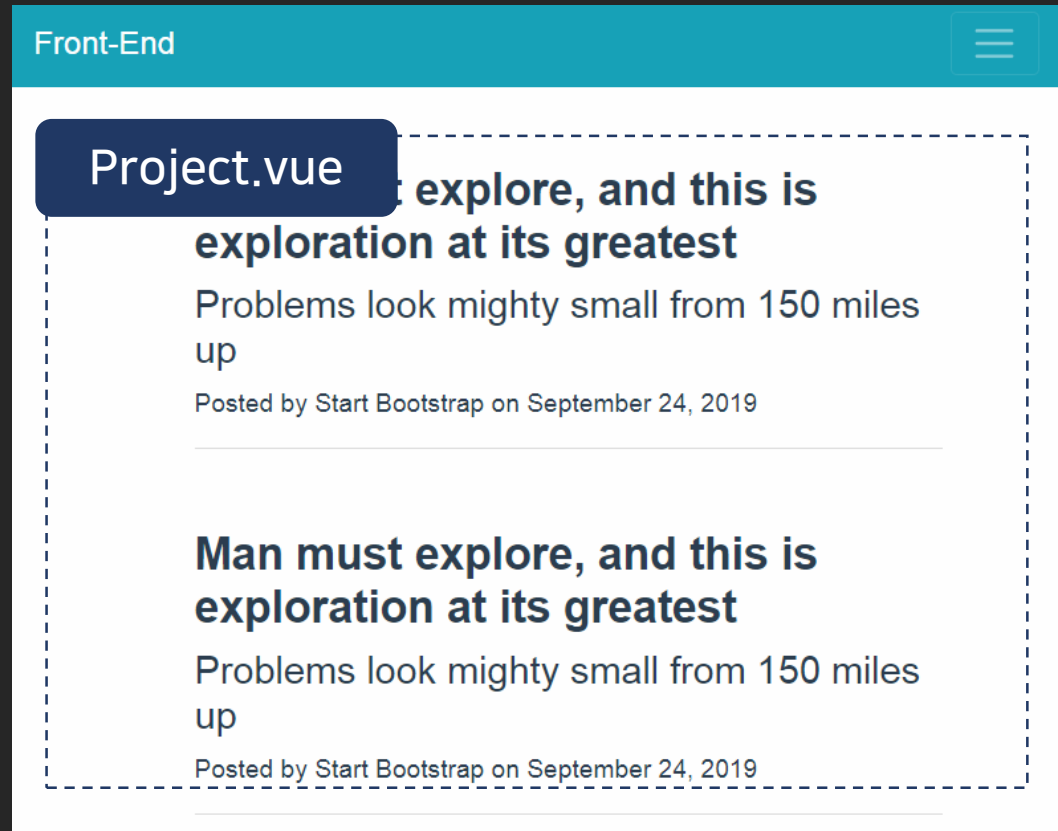 Front-End
Project.vue
explore, and this is
exploration at its greatest
Problems look mighty small from 150 miles
up
Posted by Start Bootstrap on September 24, 2019
Man must explore, and this is
exploration at its greatest
Problems look mighty small from 150 miles
up
Posted by Start Bootstrap on September 24, 2019